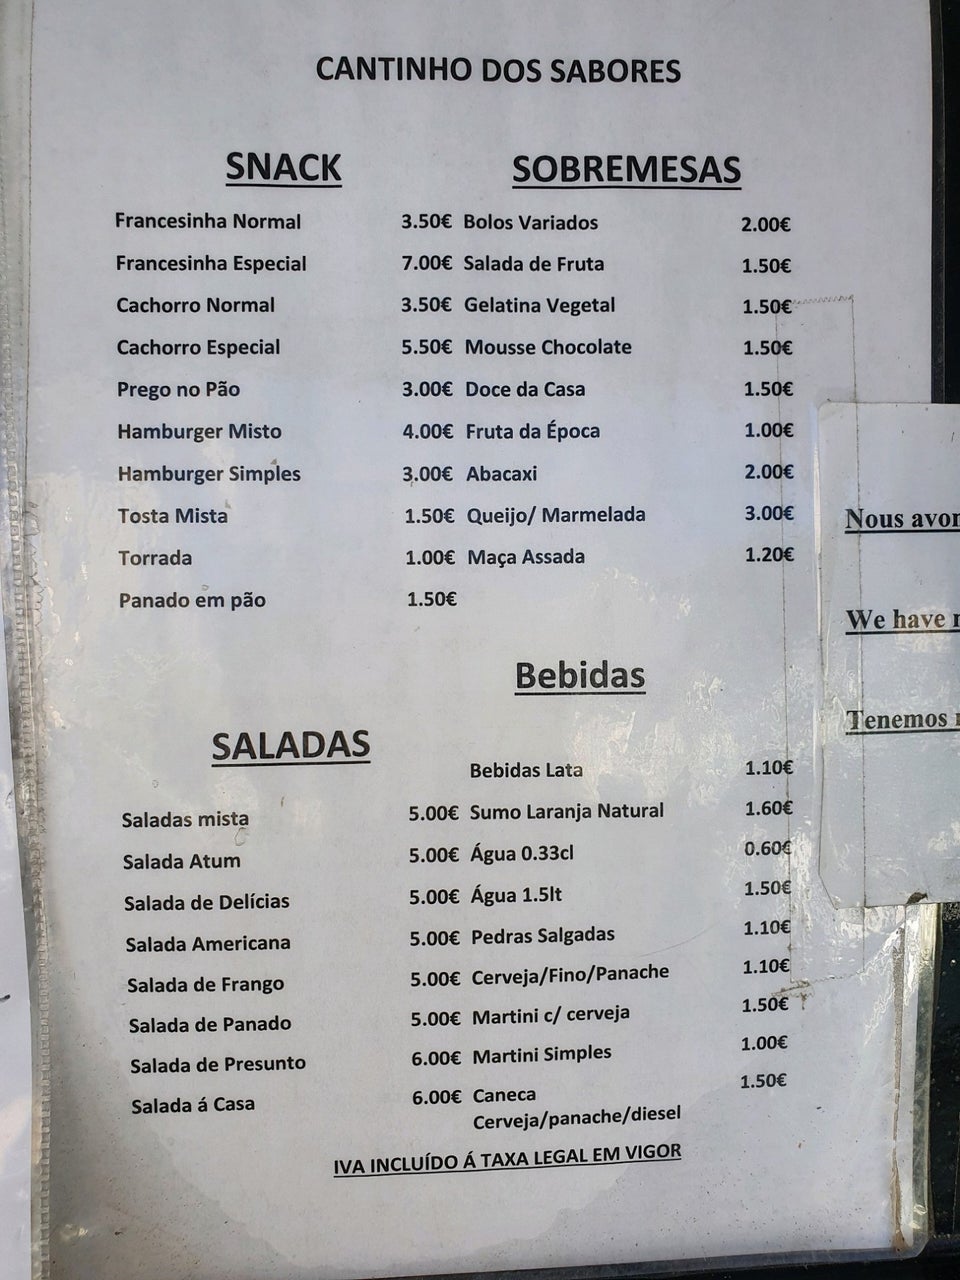 CANTINHO DOS SABORES
SNACK
Francesinha Normal 3.50€
Francesinha Especial 7.00€
Cachorro Normal 3.50€
Cachorro Especial 5.50€
Prego no Pão 3.00€
Hamburger Misto 4.00€
Hamburger Simples 3.00€
Tosta Mista 1.50€
Torrada 1.00€
Panado em pão 1.50€
SOBREMESAS
Bolos Variados 2.00€
Salada de Fruta 1.50€
Gelatina Vegetal 1.50€
Mousse Chocolate 1.50€
Doce da Casa 1.50€
Fruta da Época 1.00€
Abacaxi 2.00€
Queijo/ Marmelada 3.00€
Maça Assada 1.20€
SALADAS
Saladas mista 5.00€
Salada Atum 5.00€
Salada de Delícias 5.00€
Salada Americana 5.00€
Salada de Frango 5.00€
Salada de Panado 5.00€
Salada de Presunto 6.00€
Salada á Casa 6.00€
Bebidas
Bebidas Lata 1.10€
Sumo Laranja Natural 1.60€
Água 0.33cl 0.60€
Água 1.5lt 1.50€
Pedras Salgadas 1.10€
Cerveja/Fino/Panache 1.10€
Martini c/ cerveja 1.50€
Martini Simples 1.00€
Caneca 1.50€
Cerveja/panache/diesel
IVA INCLUÍDO Á TAXA LEGAL EM VIGOR
Nous
We have
Tenemos